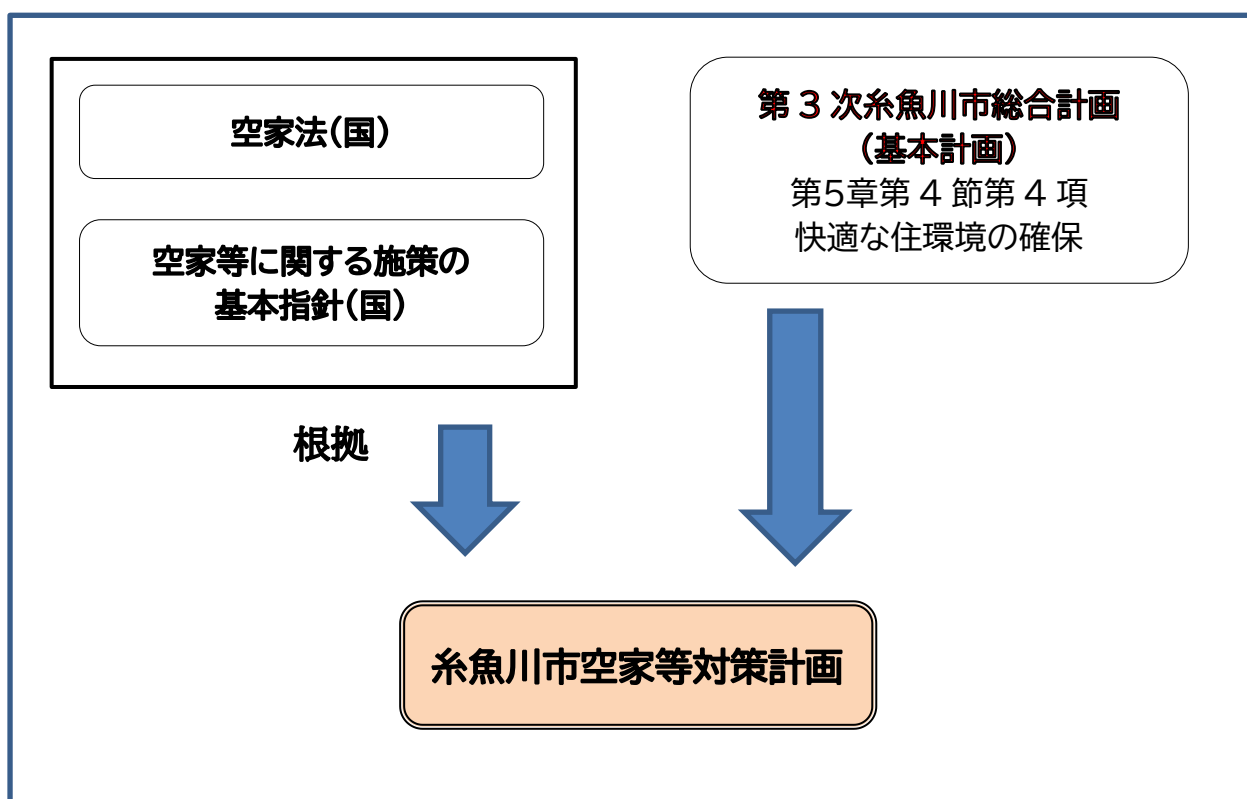 空家法(国)
空家等に関する施策の
基本指針(国)
第3次糸魚川市総合計画
(基本計画)
第5章第4節第4項
快適な住環境の確保
根拠
糸魚川市空家等対策計画